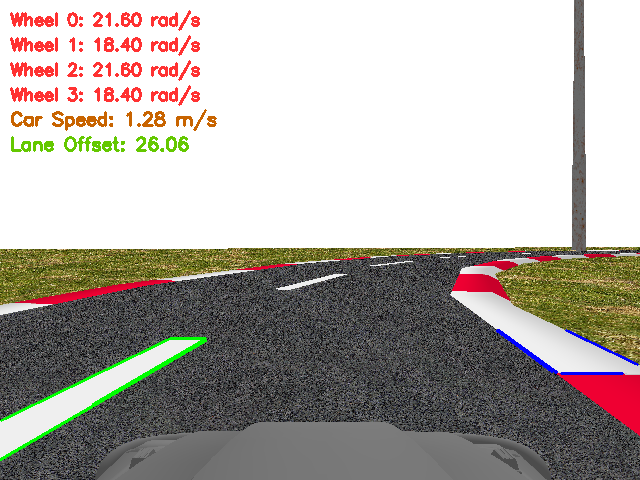 Wheel 0: 21.60 rad/s
Wheel 1: 18.40 rad/s
Wheel 2: 21.60 rad/s
Wheel 3: 18.40 rad/s
Car Speed: 1.28 m/s
Lane Offset: 26.06